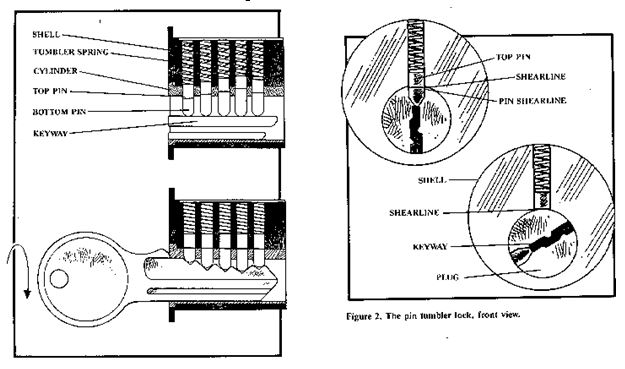 SHELL
TUMBLER SPRING
CYLINDER
TOP PIN
BOTTOM PIN
KEYWAY
TOP PIN
SHEARLINE
PIN SHEARLINE
SHELL
SHEARLINE
KEYWAY
PLUG
Figure 2. The pin tumbler lock, front view.